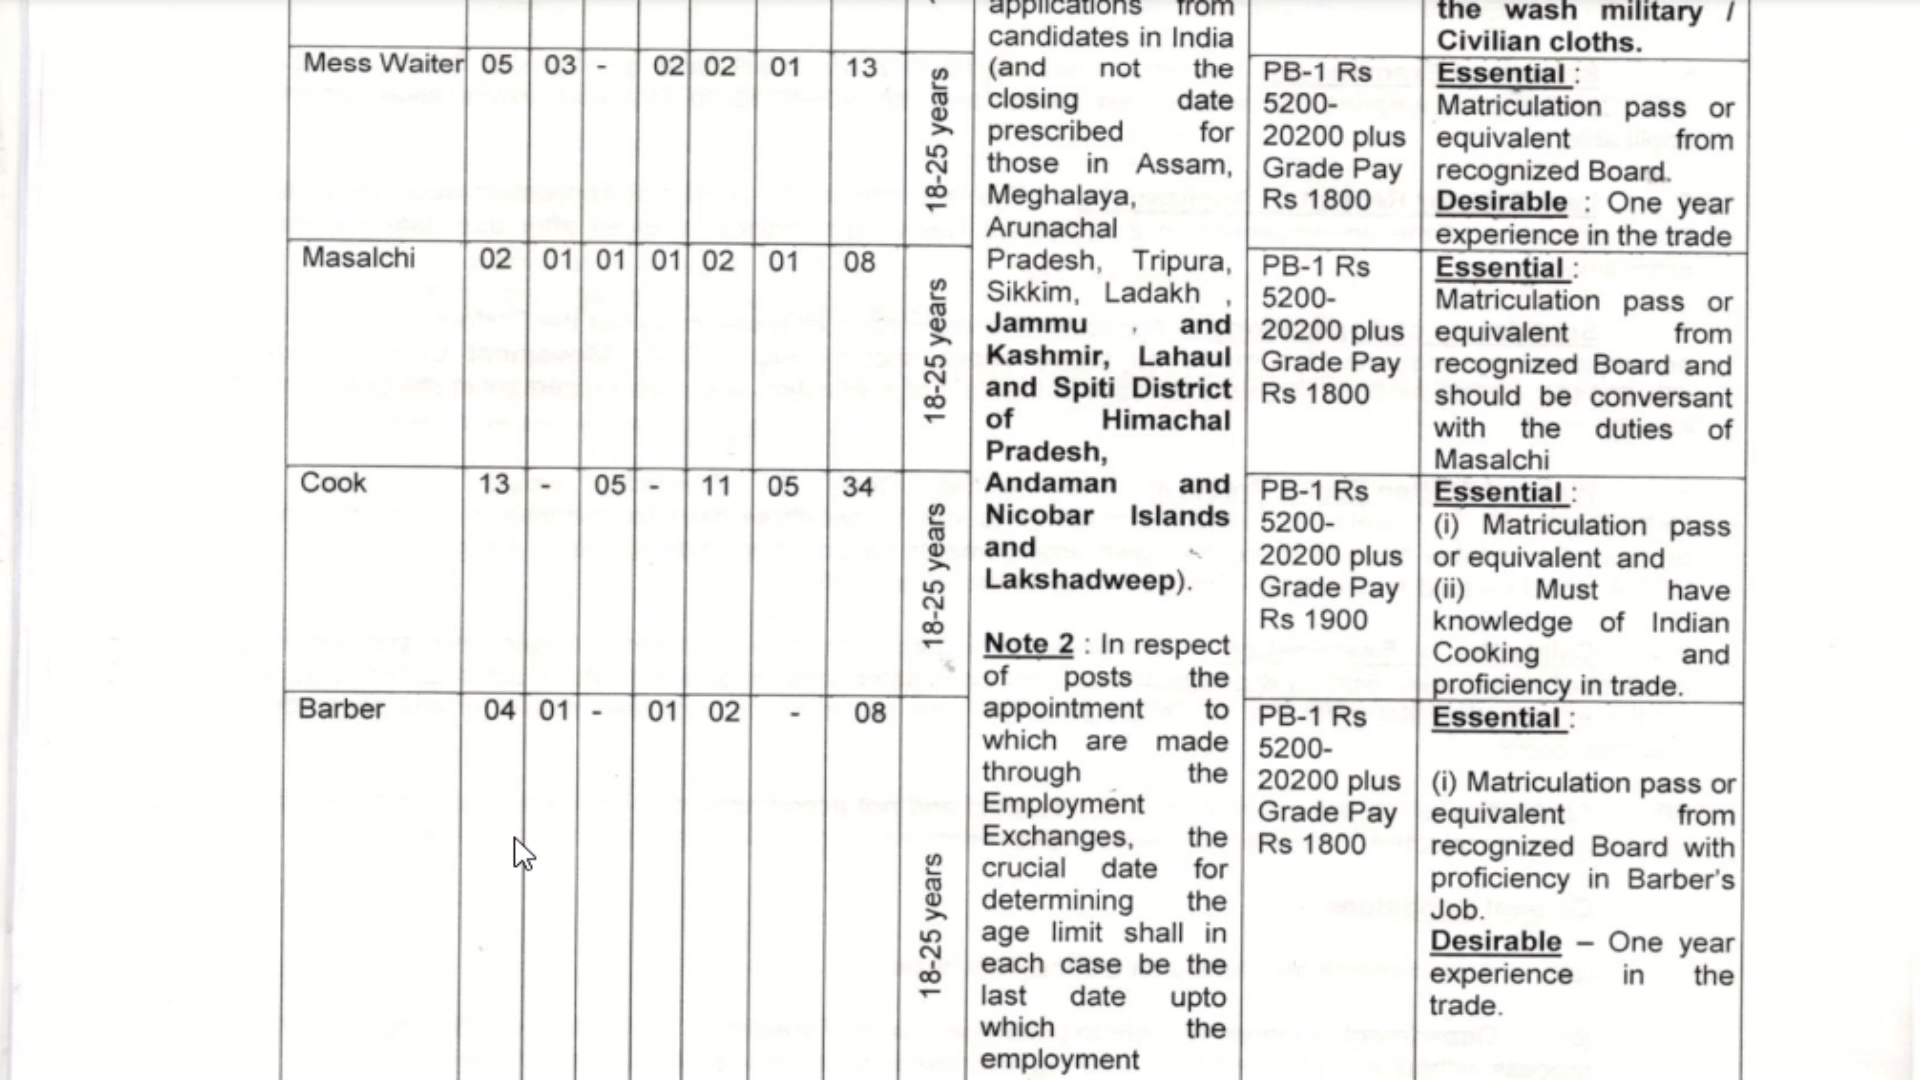 the wash military /
Civilian cloths.
applications from
candidates in India
(and not the
closing date
prescribed for
those in Assam,
Meghalaya,
Arunachal
Pradesh, Tripura,
Sikkim, Ladakh ,
Jammu and
Kashmir, Lahaul
and Spiti District
of Himachal
Pradesh,
Andaman and
Nicobar Islands
and
Lakshadweep).
Note 2 : In respect
of posts the
appointment to
which are made
through the
Employment
Exchanges, the
crucial date for
determining the
age limit shall in
each case be the
last date upto
which the
employment
Mess Waiter 05 03 - 02 02 01 13
18-25 years
PB-1 Rs
5200-
20200 plus
Grade Pay
Rs 1800
Essential :
Matriculation pass or
equivalent from
recognized Board.
Desirable : One year
experience in the trade
Masalchi 02 01 01 01 02 01 08
18-25 years
PB-1 Rs
5200-
20200 plus
Grade Pay
Rs 1800
Essential :
Matriculation pass or
equivalent from
recognized Board and
should be conversant
with the duties of
Masalchi
Cook 13 - 05 - 11 05 34
18-25 years
PB-1 Rs
5200-
20200 plus
Grade Pay
Rs 1900
Essential :
(i) Matriculation pass
or equivalent and
(ii) Must have
knowledge of Indian
Cooking and
proficiency in trade.
Barber 04 01 - 01 02 - 08
18-25 years
PB-1 Rs
5200-
20200 plus
Grade Pay
Rs 1800
Essential :
(i) Matriculation pass or
equivalent from
recognized Board with
proficiency in Barber's
Job.
Desirable – One year
experience in the
trade.